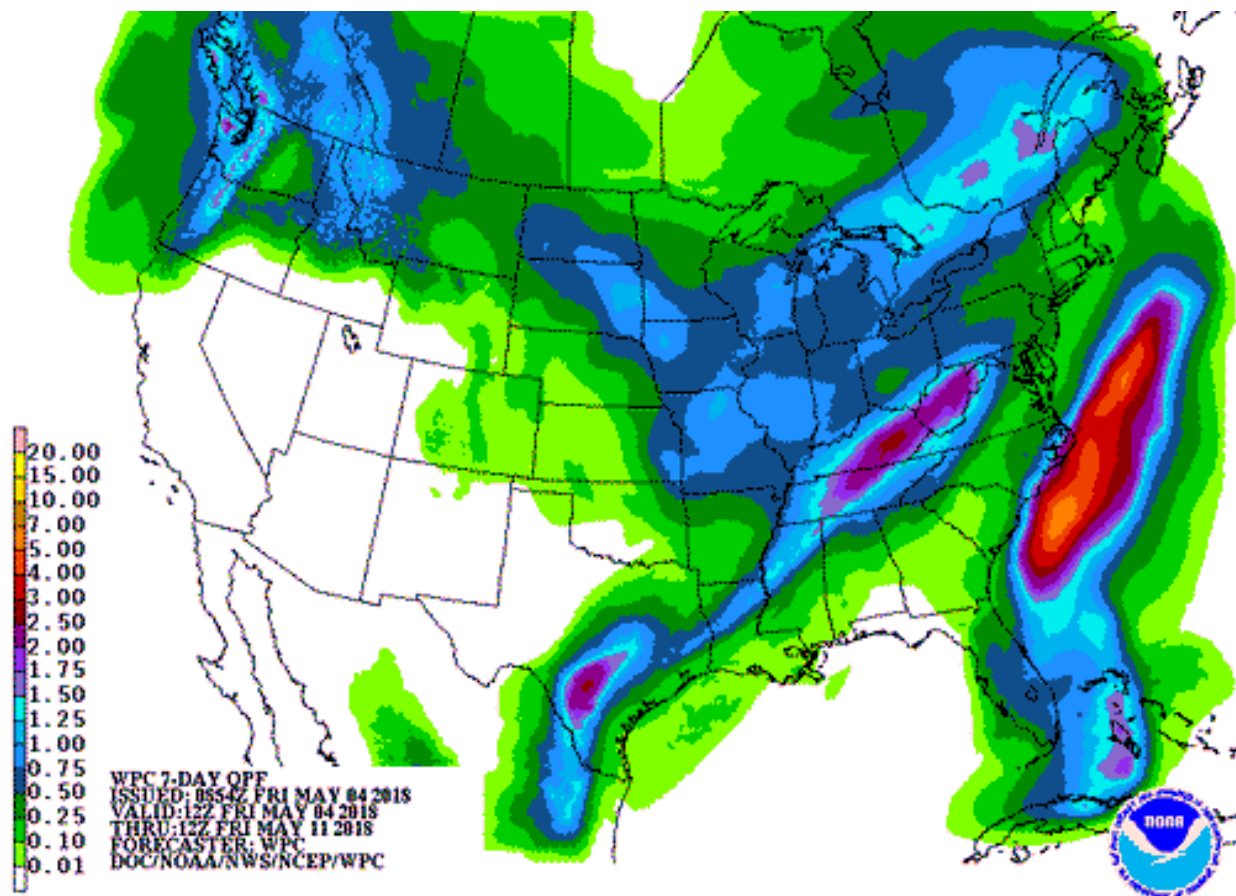 20.00
15.00
10.00
7.00
5.00
4.00
3.00
2.50
2.00
1.75
1.50
1.25
1.00
0.75
0.50
0.25
0.10
0.01
WPC 7-DAY QPF
ISSUED: 0854Z FRI MAY 04 2018
VALID:12Z FRI MAY 04 2018
THRU:12Z FRI MAY 11 2018
FORECASTER: WPC
DOC/NOAA/NWS/NCEP/WPC
NOAA